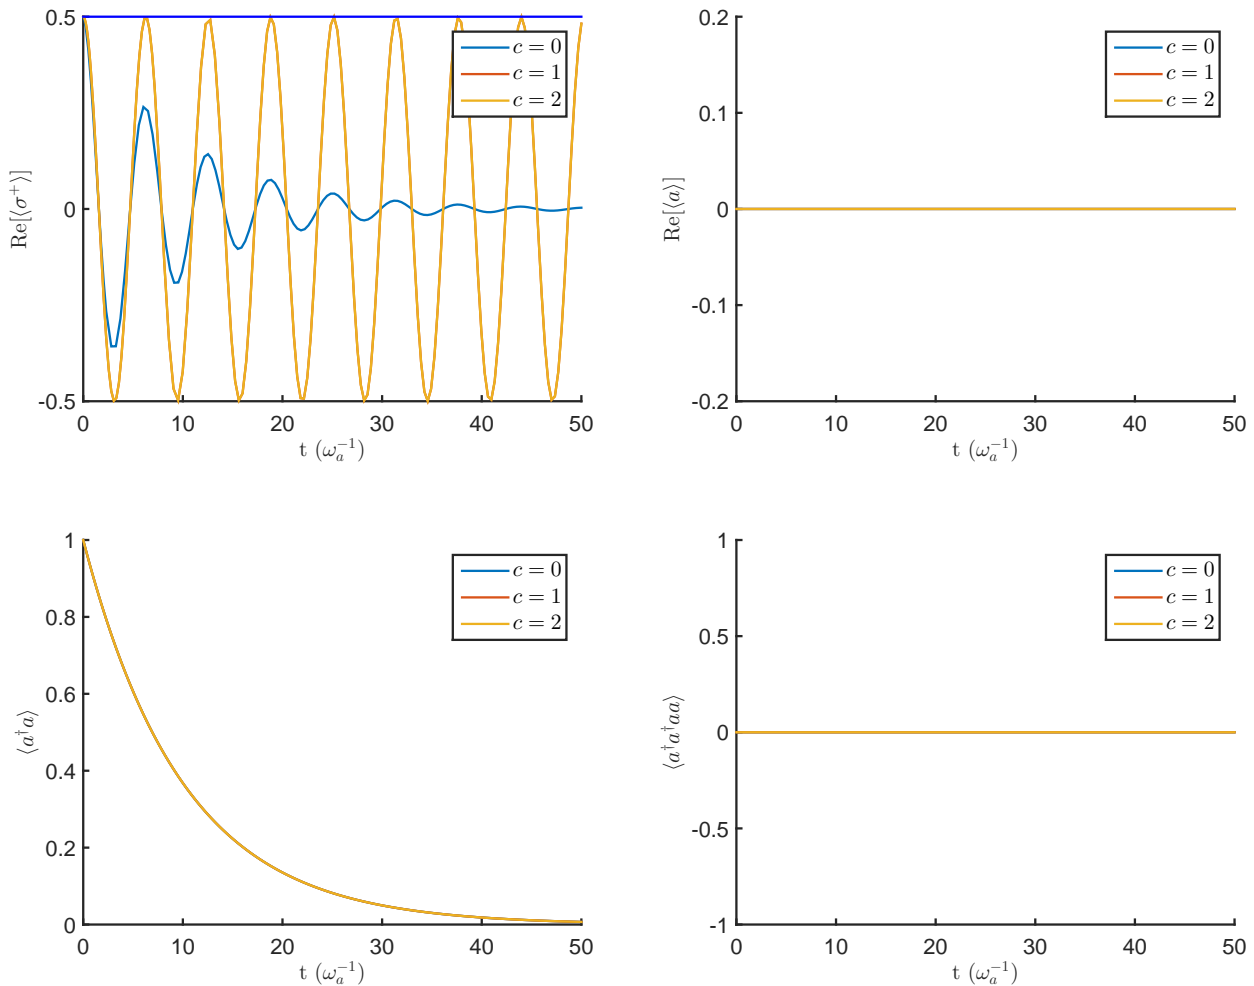 0.5
0
-0.5
0 10 20 30 40 50
Re[⟨σ⁺⟩]
t (ω_a^{-1})
c = 0
c = 1
c = 2
0.2
0.1
0
-0.1
-0.2
0 10 20 30 40 50
Re[⟨a⟩]
t (ω_a^{-1})
c = 0
c = 1
c = 2
1
0.8
0.6
0.4
0.2
0
0 10 20 30 40 50
⟨a†a⟩
t (ω_a^{-1})
c = 0
c = 1
c = 2
1
0.5
0
-0.5
-1
0 10 20 30 40 50
⟨a†a†aa⟩
t (ω_a^{-1})
c = 0
c = 1
c = 2